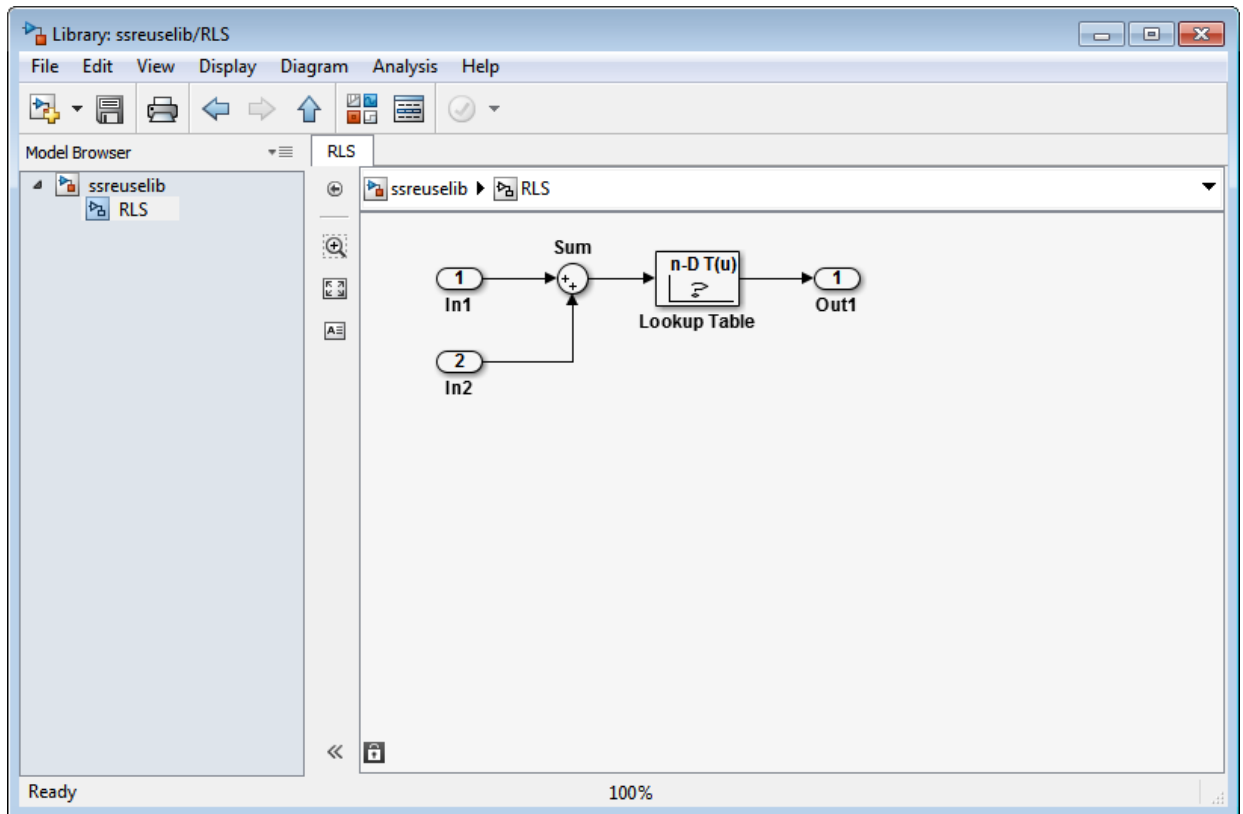 Library: ssreuselib/RLS
File Edit View Display Diagram Analysis Help
Model Browser
RLS
ssreuselib
RLS
ssreuselib RLS
Sum
1
In1
n-D T(u)
?
Lookup Table
1
Out1
2
In2
Ready
100%